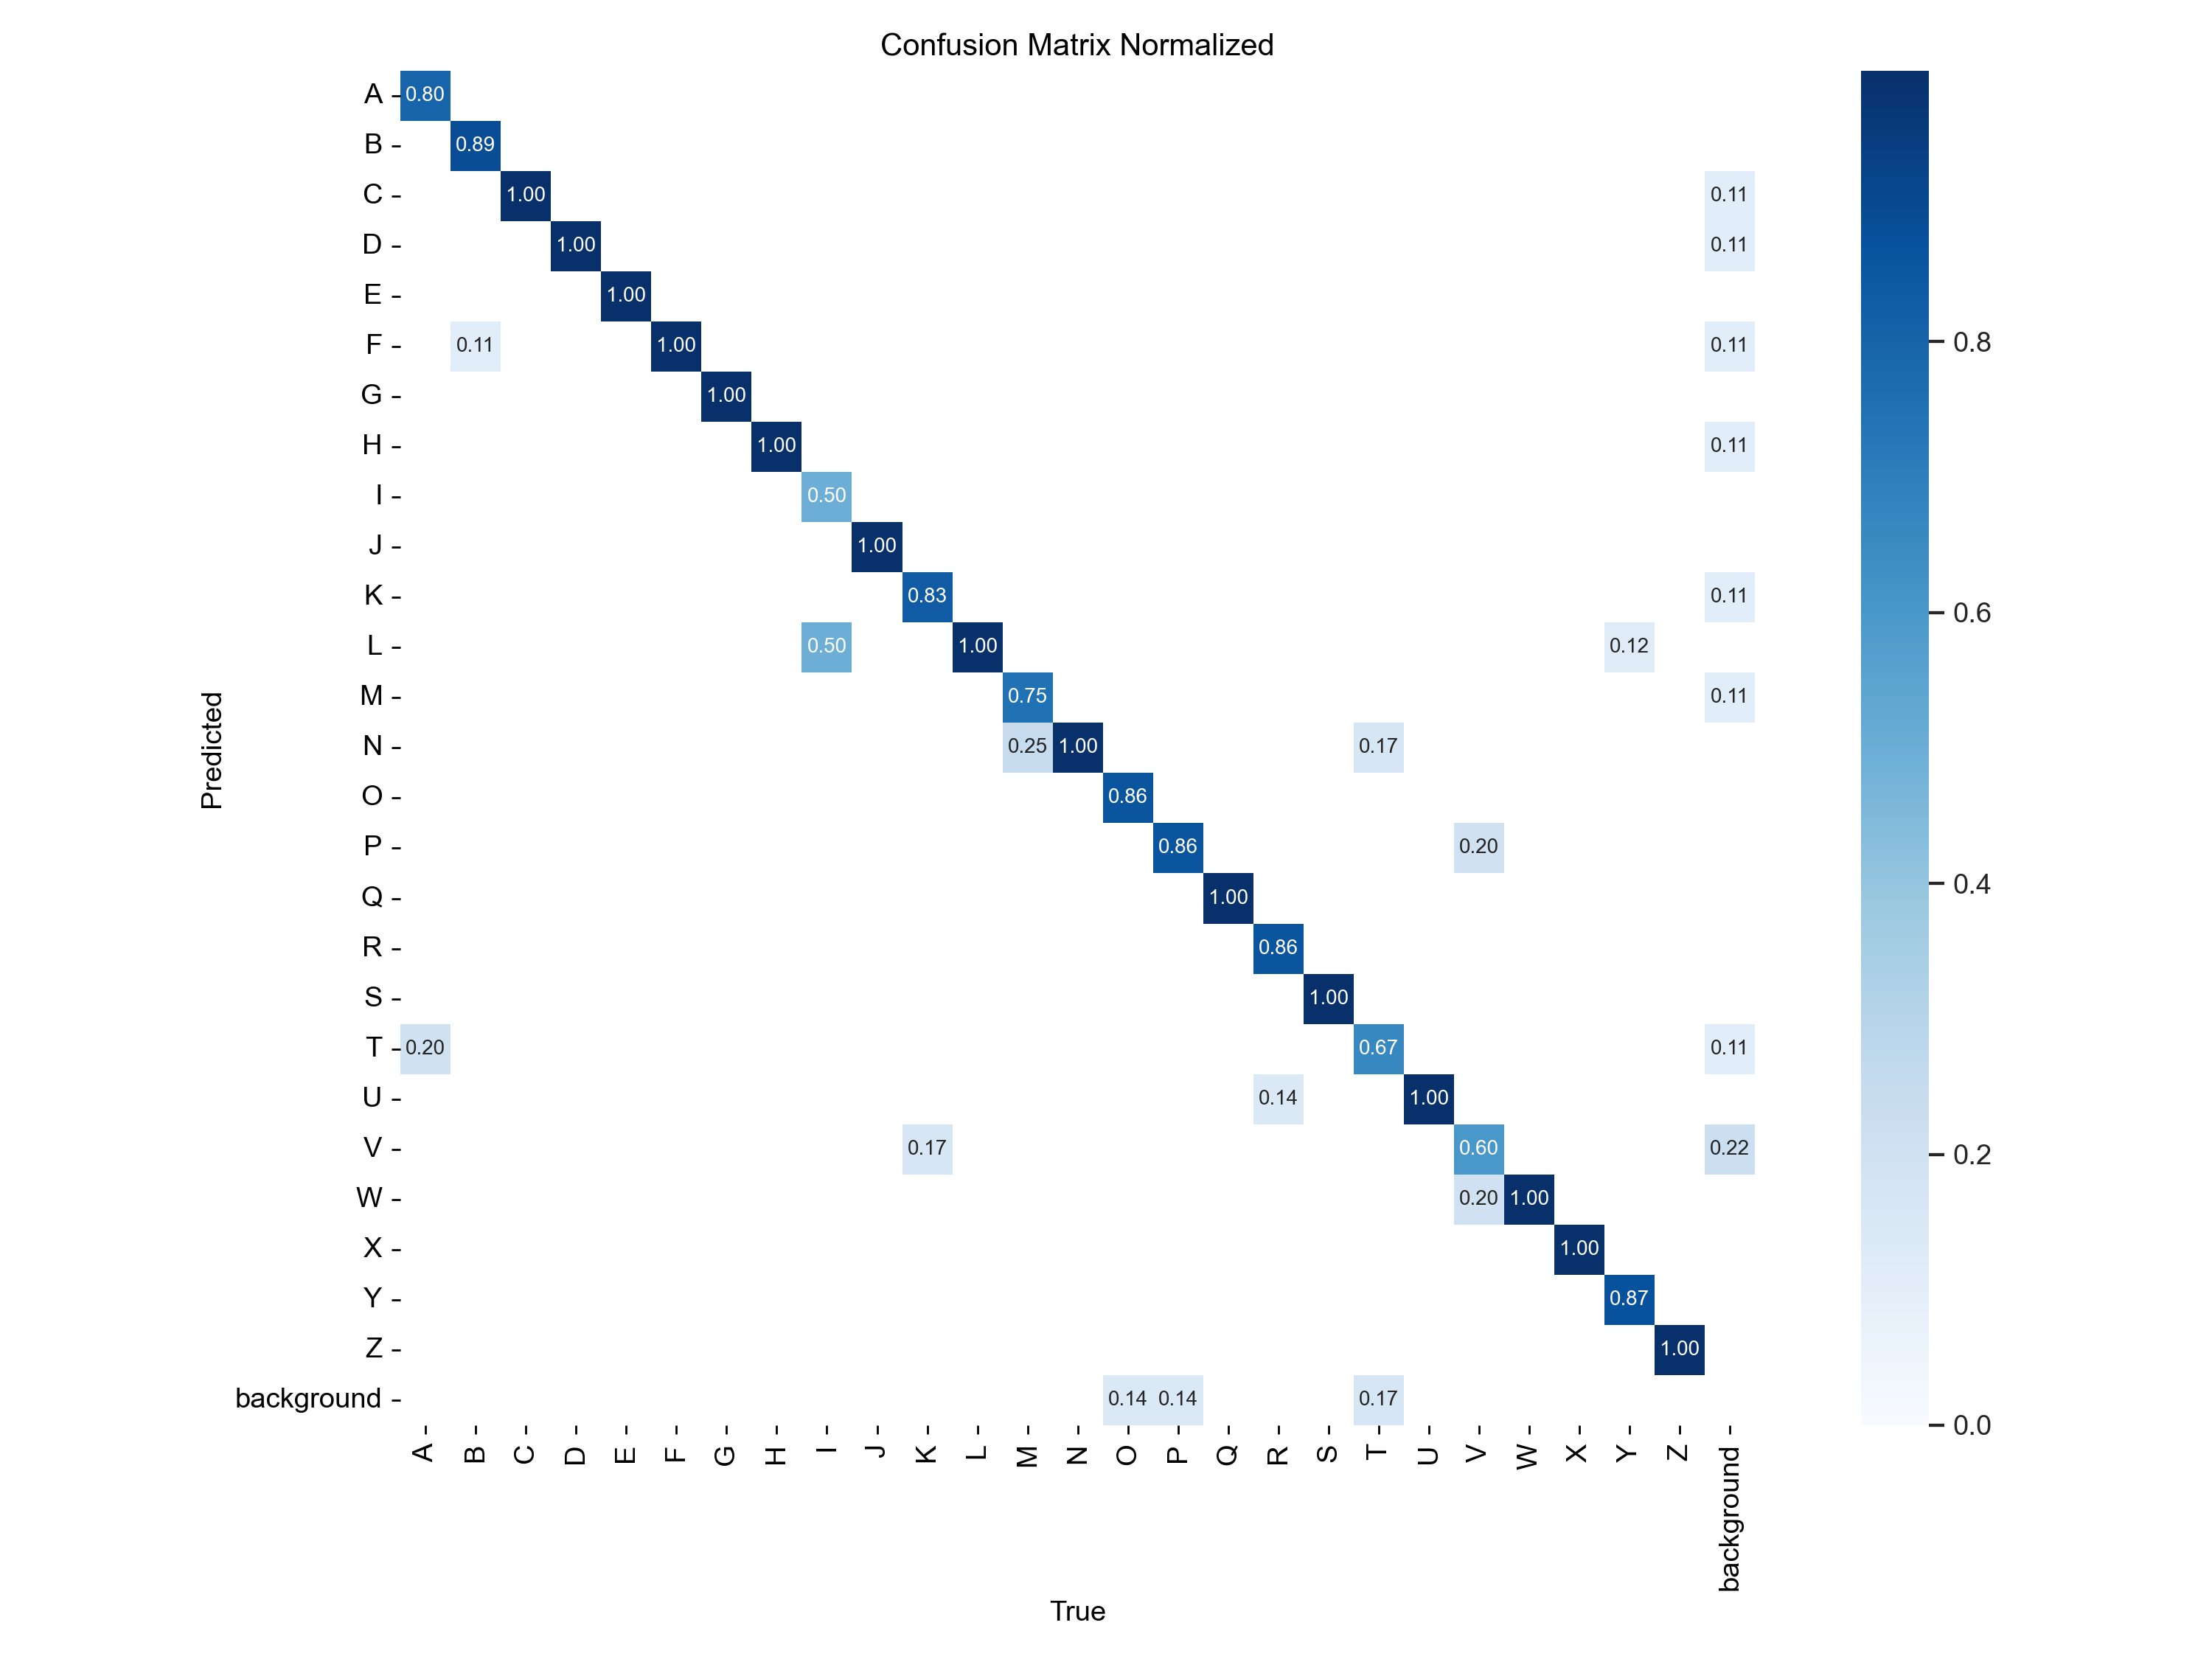 Confusion Matrix Normalized
A 0.80
B 0.89
C 1.00 0.11
D 1.00 0.11
E 1.00
F 0.11 1.00 0.11
G 1.00
H 1.00 0.11
I 0.50
J 1.00
K 0.83 0.11
L 0.50 1.00 0.12
M 0.75 0.11
N 0.25 1.00 0.17
O 0.86
P 0.86 0.20
Q 1.00
R 0.86
S 1.00
T 0.20 0.67 0.11
U 0.14 1.00
V 0.17 0.60 0.22
W 0.20 1.00
X 1.00
Y 0.87
Z 1.00
background 0.14 0.14 0.17
A B C D E F G H I J K L M N O P Q R S T U V W X Y Z background
True
Predicted
0.8
0.6
0.4
0.2
0.0